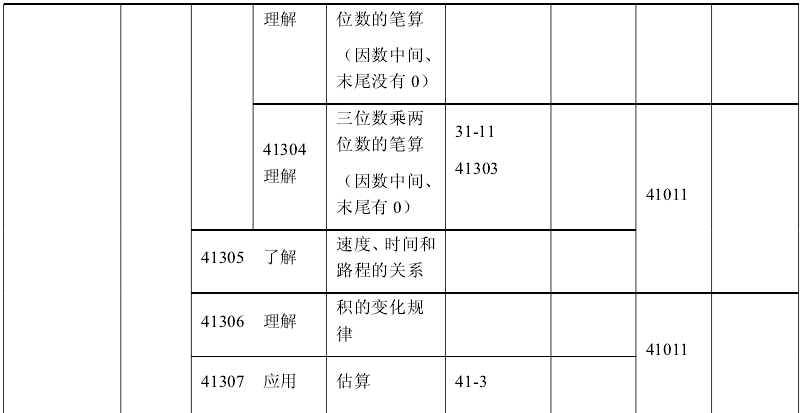 理解
位数的笔算
（因数中间、
末尾没有 0）
41304
理解
三位数乘两
位数的笔算
（因数中间、
末尾有 0）
31-11
41303
41011
41305 了解
速度、时间和
路程的关系
41306 理解
积的变化规
律
41011
41307 应用 估算 41-3